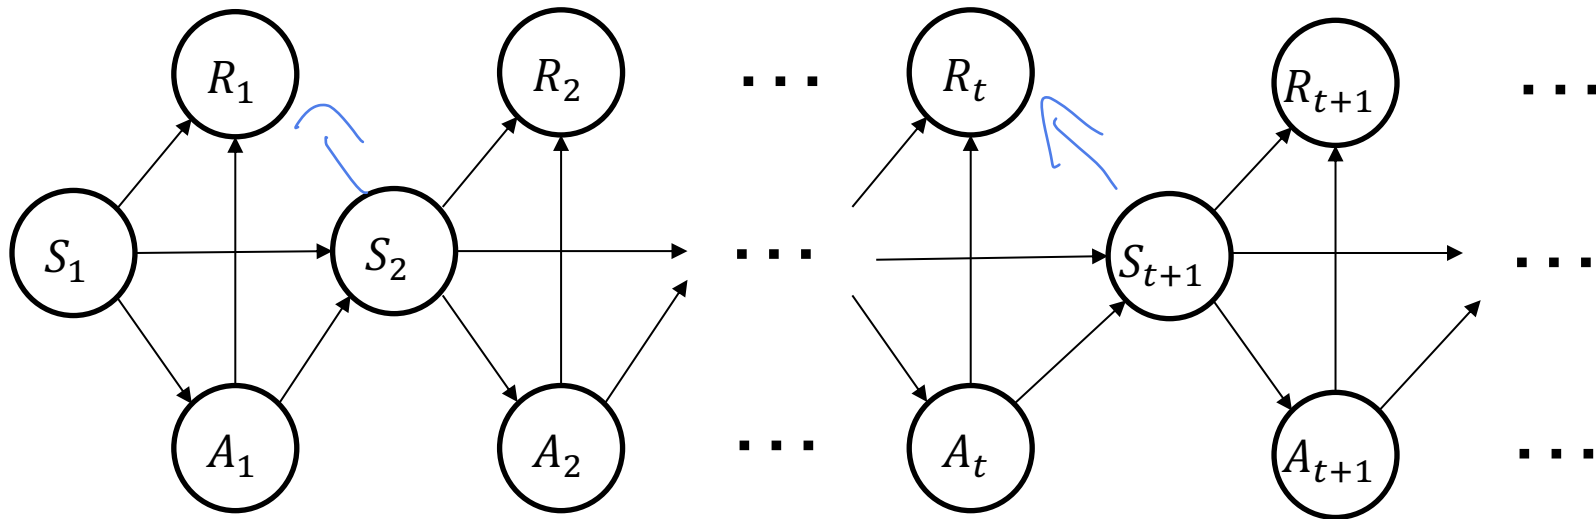 R₁ R₂ ... Rₜ Rₜ₊₁ ...
S₁ S₂ ... Sₜ₊₁ ...
A₁ A₂ ... Aₜ Aₜ₊₁ ...